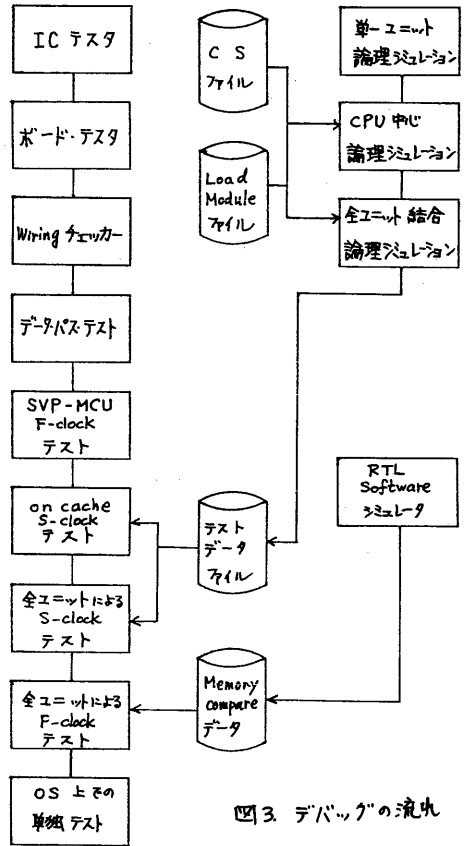 ICテスタ
ボード・テスタ
Wiringチェッカー
データ・パス・テスト
SVP-MCU
F-clock
テスト
on cache
S-clock
テスト
全ユニットによる
S-clock
テスト
全ユニットによる
F-clock
テスト
OS上での
単独テスト
CS
ファイル
Load
Module
ファイル
テスト
データ
ファイル
Memory
compare
データ
単一ユニット
論理シミュレーション
CPU中心
論理シミュレーション
全ユニット結合
論理シミュレーション
RTL
Software
シミュレータ
図3. デバッグの流れ